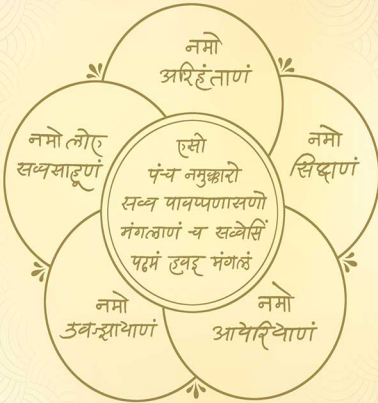 नमो
अरिहंताणं
नमो
सिद्धाणं
नमो
आयरियाणं
नमो
उवज्झायाणं
नमो लोए
सव्वसाहूणं
एसो
पंच नमुक्कारो
सव्व पावप्पणासणो
मंगलाणं च सव्वेसिं
पढमं हवइ मंगलं